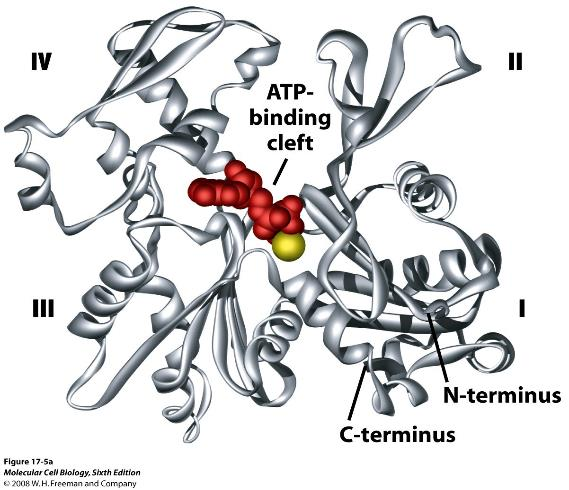 IV
II
ATP-
binding
cleft
III
I
N-terminus
C-terminus
Figure 17-5a
Molecular Cell Biology, Sixth Edition
© 2008 W. H. Freeman and Company